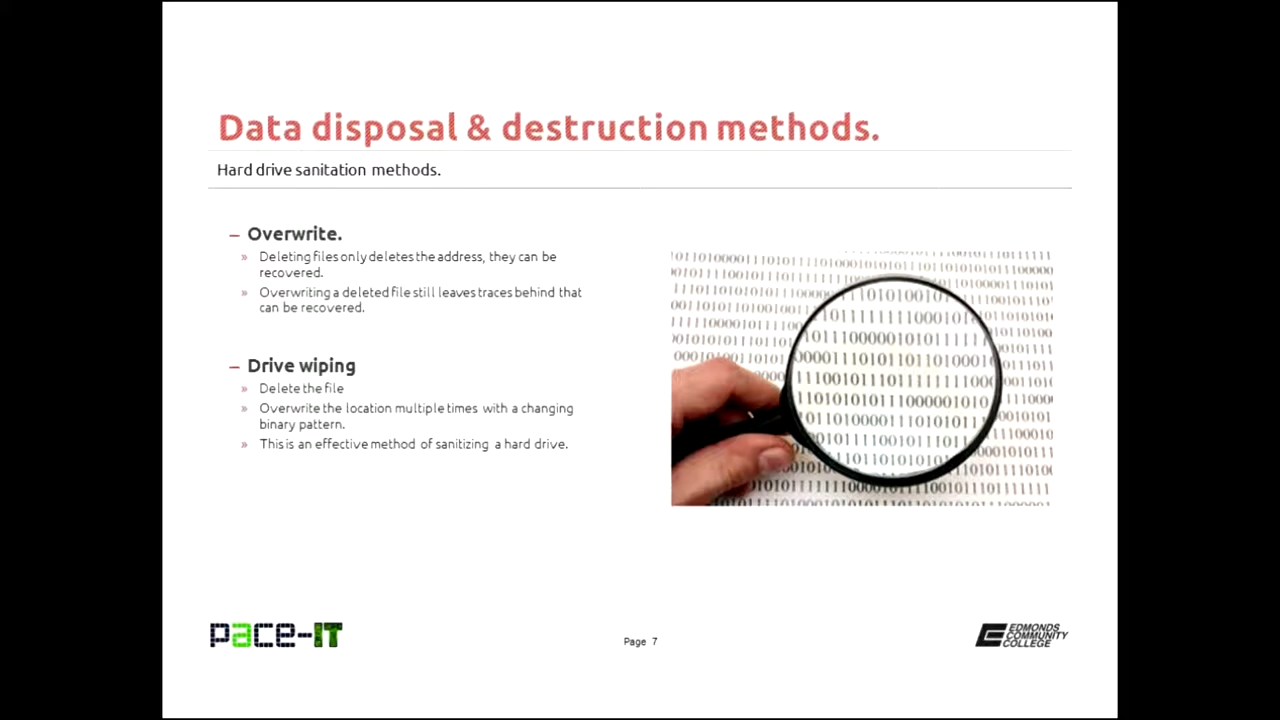 Data disposal & destruction methods.
Hard drive sanitation methods.
– Overwrite.
» Deleting files only deletes the address, they can be
recovered.
» Overwriting a deleted file still leaves traces behind that
can be recovered.
– Drive wiping
» Delete the file
» Overwrite the location multiple times with a changing
binary pattern.
» This is an effective method of sanitizing a hard drive.
pace-IT
Page 7
EDMONDS
COMMUNITY
COLLEGE